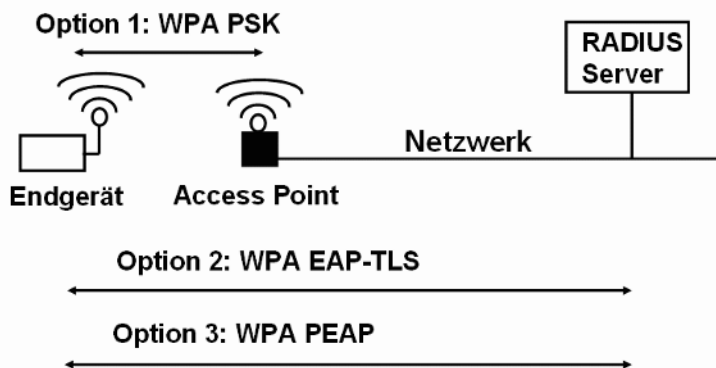 Option 1: WPA PSK
RADIUS
Server
Netzwerk
Endgerät
Access Point
Option 2: WPA EAP-TLS
Option 3: WPA PEAP